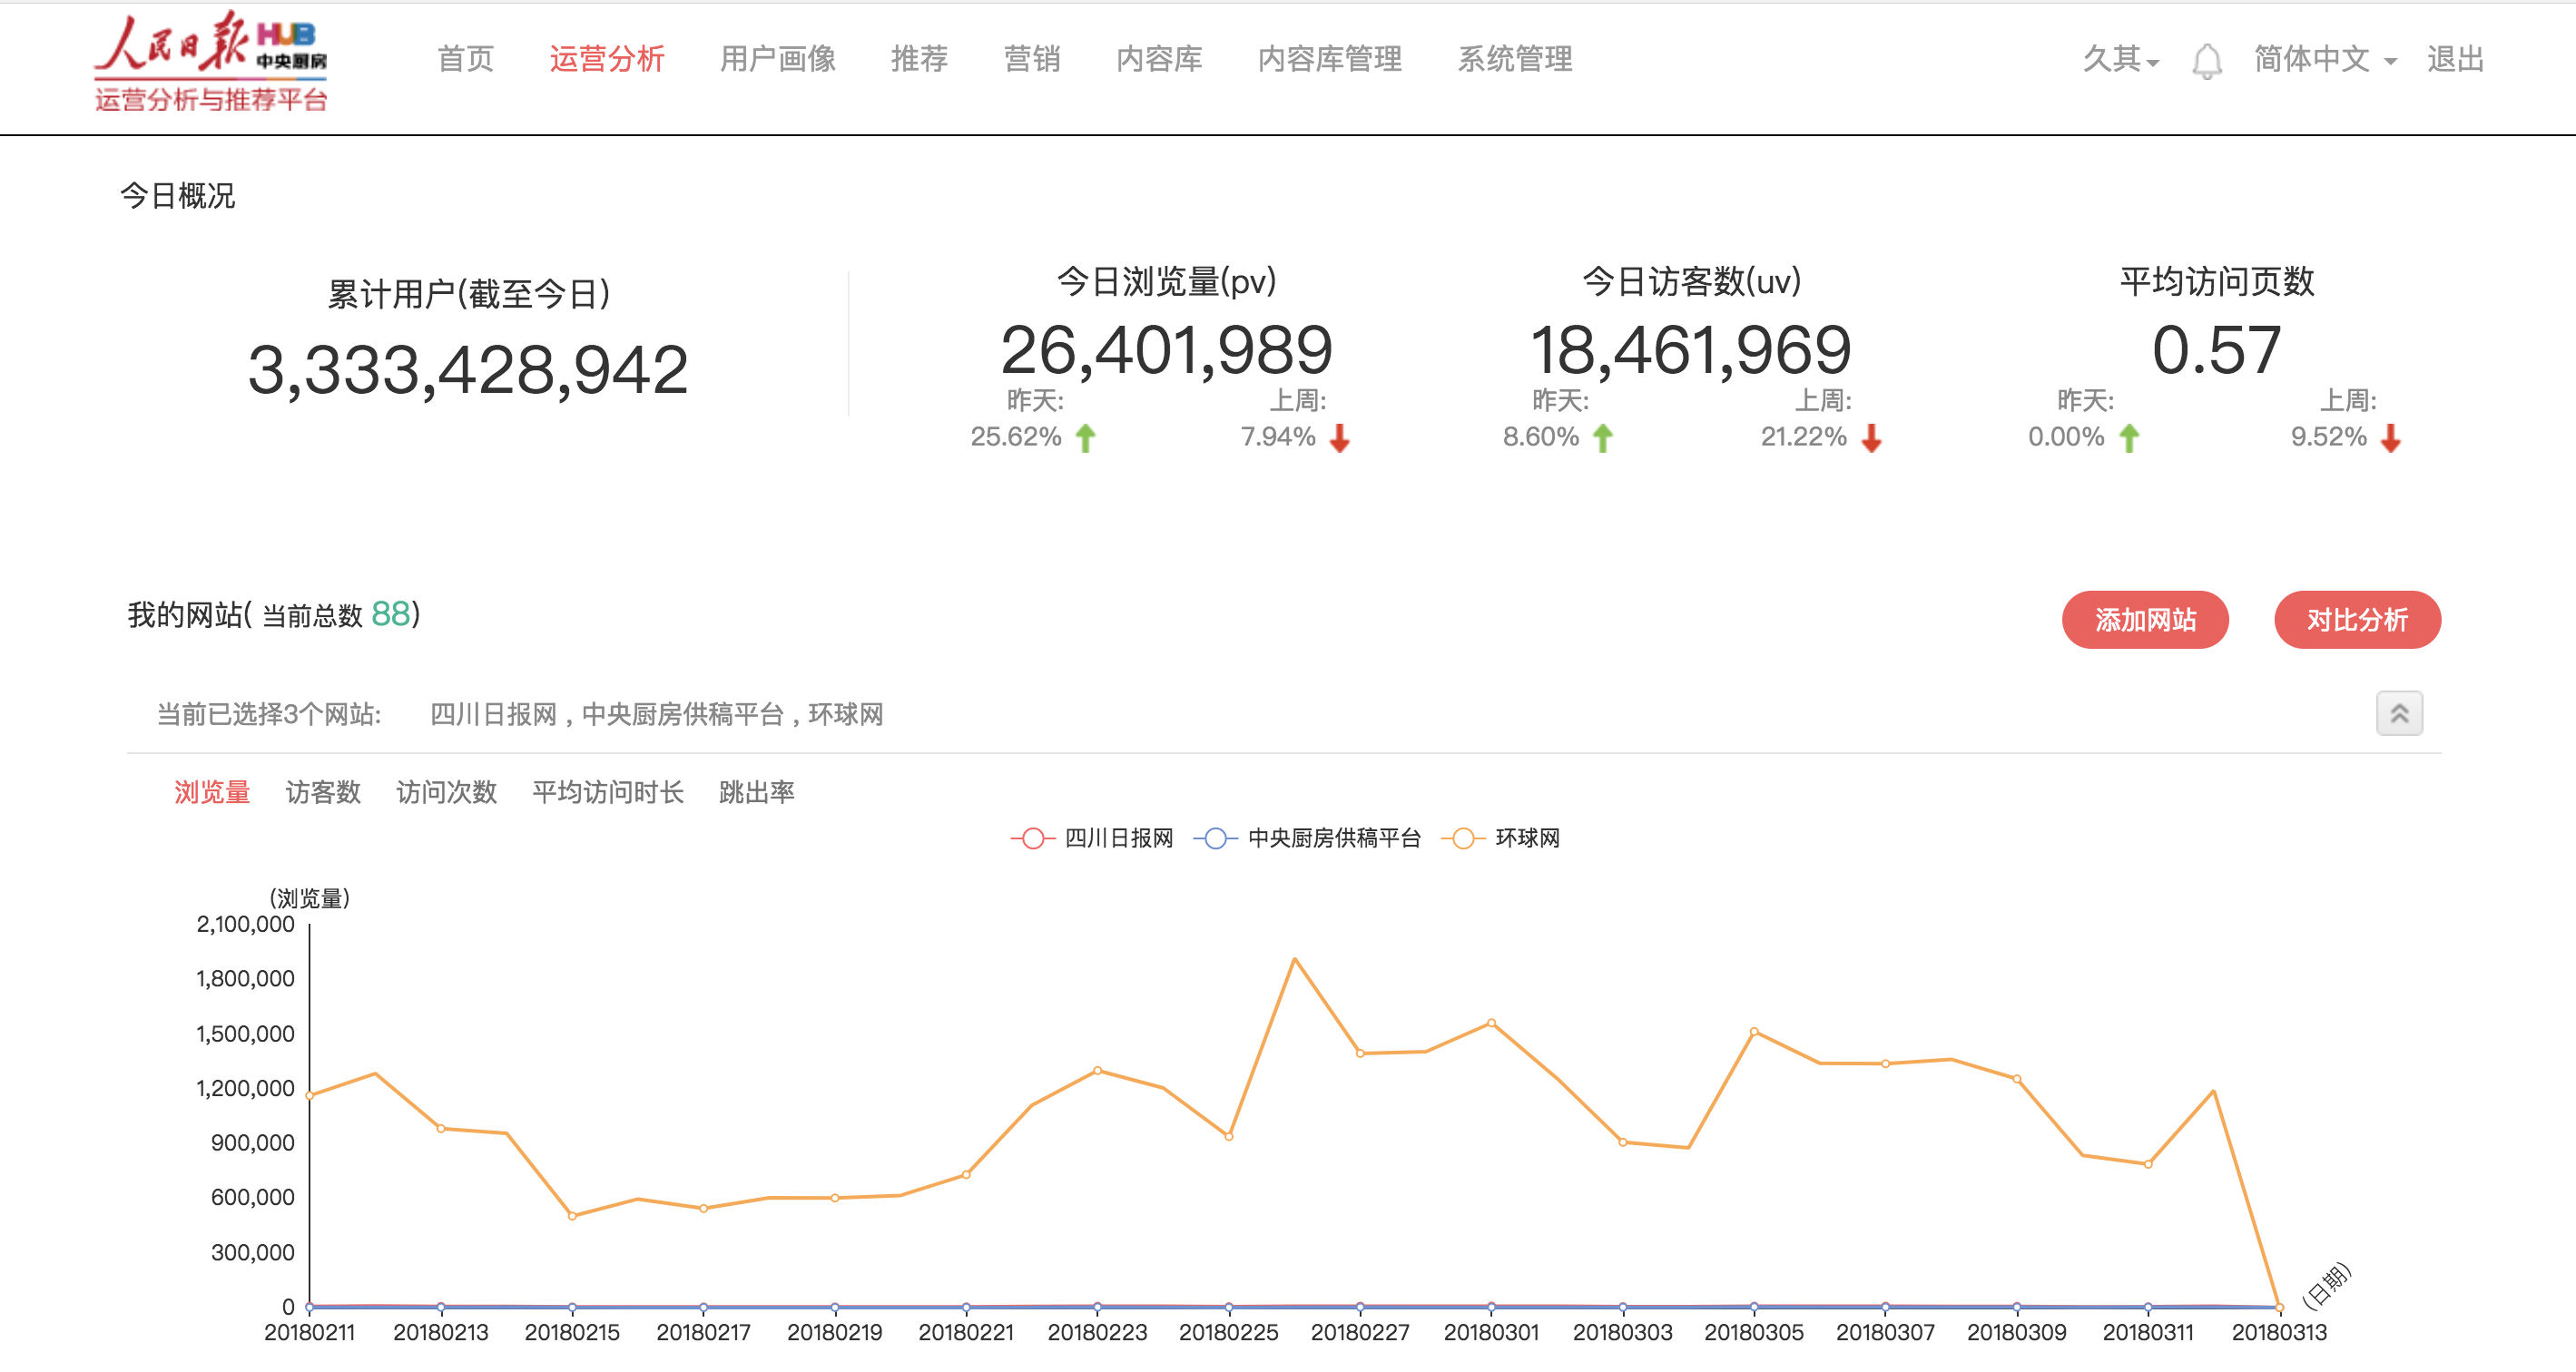 人民日报 HUB 中央厨房
运营分析与推荐平台
首页 运营分析 用户画像 推荐 营销 内容库 内容库管理 系统管理 久其 简体中文 退出
今日概况
累计用户(截至今日)
3,333,428,942
今日浏览量(pv)
26,401,989
昨天: 上周:
25.62% 7.94%
今日访客数(uv)
18,461,969
昨天: 上周:
8.60% 21.22%
平均访问页数
0.57
昨天: 上周:
0.00% 9.52%
我的网站( 当前总数 88)
添加网站 对比分析
当前已选择3个网站: 四川日报网 , 中央厨房供稿平台 , 环球网
浏览量 访客数 访问次数 平均访问时长 跳出率
四川日报网 中央厨房供稿平台 环球网
(浏览量)
2,100,000
1,800,000
1,500,000
1,200,000
900,000
600,000
300,000
0
20180211 20180213 20180215 20180217 20180219 20180221 20180223 20180225 20180227 20180301 20180303 20180305 20180307 20180309 20180311 20180313
(日期)